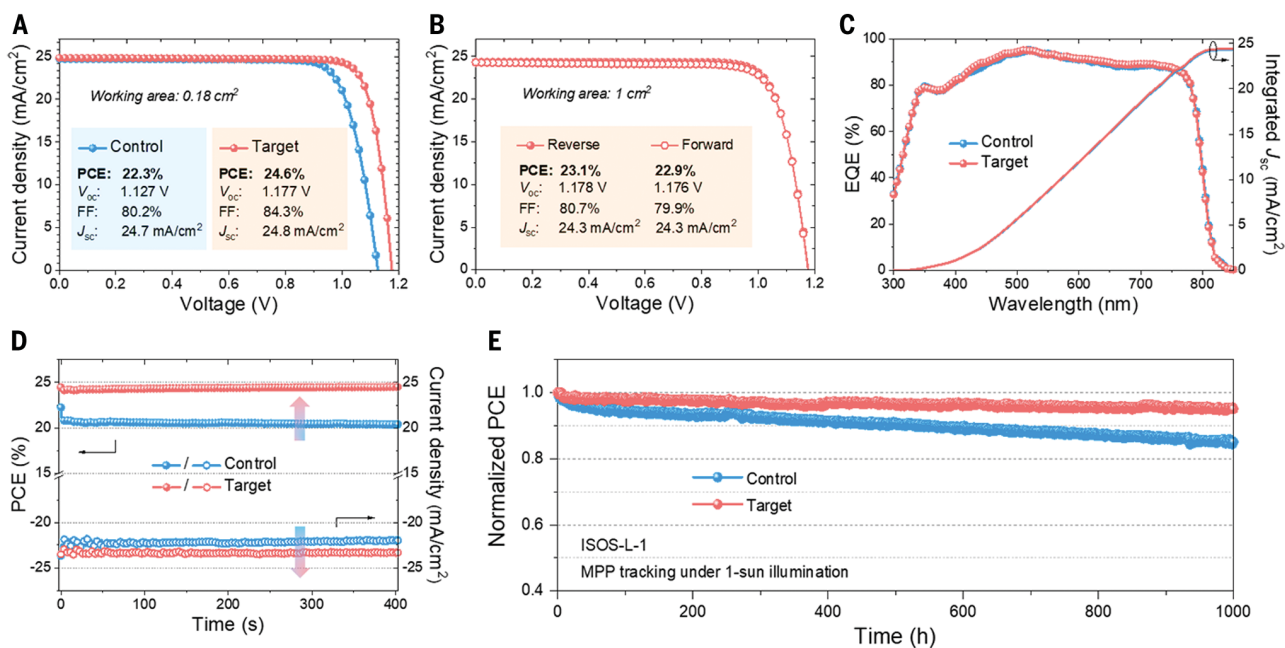 A
Current density (mA/cm²)
30
25
20
15
10
5
0
Working area: 0.18 cm²
Control Target
PCE: 22.3% PCE: 24.6%
Voc: 1.127 V Voc: 1.177 V
FF: 80.2% FF: 84.3%
Jsc: 24.7 mA/cm² Jsc: 24.8 mA/cm²
0.0 0.2 0.4 0.6 0.8 1.0 1.2
Voltage (V)
B
Current density (mA/cm²)
30
25
20
15
10
5
0
Working area: 1 cm²
Reverse Forward
PCE: 23.1% 22.9%
Voc: 1.178 V 1.176 V
FF: 80.7% 79.9%
Jsc: 24.3 mA/cm² 24.3 mA/cm²
0.0 0.2 0.4 0.6 0.8 1.0 1.2
Voltage (V)
C
EQE (%)
100
80
60
40
20
0
Control
Target
25
20
15
10
5
0
Integrated Jsc (mA/cm²)
300 400 500 600 700 800
Wavelength (nm)
D
PCE (%)
25
20
15
-20
-25
/ Control
/ Target
25
20
15
-20
-25
Current density (mA/cm²)
0 100 200 300 400
Time (s)
E
Normalized PCE
1.0
0.8
0.6
0.4
Control
Target
ISOS-L-1
MPP tracking under 1-sun illumination
0 200 400 600 800 1000
Time (h)